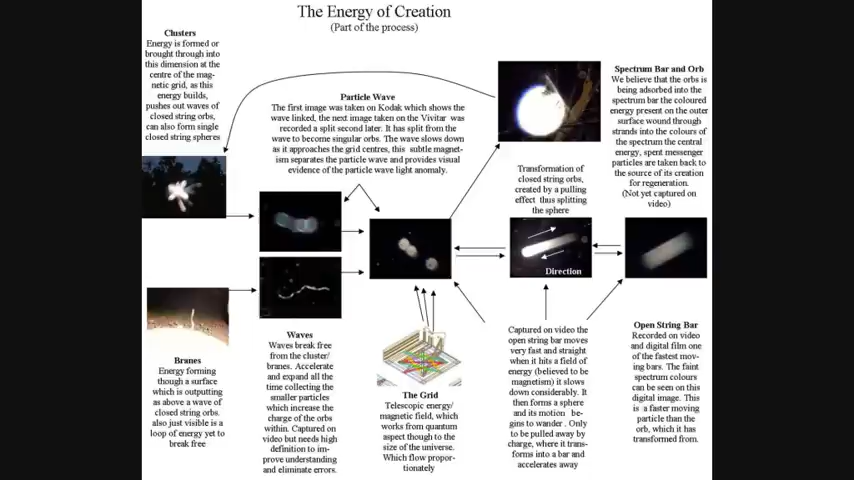 The Energy of Creation
(Part of the process)
Clusters
Energy is formed or
brought through into
this dimension at the
centre of the mag-
netic grid, as this
energy builds,
pushes out waves of
closed string orbs,
can also form single
closed string spheres
Particle Wave
The first image was taken on Kodak which shows the
wave linked, the next image taken on the Vivitar was
recorded a split second later. It has split from the
wave to become singular orbs. The wave slows down
as it approaches the grid centres, this subtle magnet-
ism separates the particle wave and provides visual
evidence of the particle wave light anomaly.
Spectrum Bar and Orb
We believe that the orbs is
being adsorbed into the
spectrum bar the coloured
energy present on the outer
surface wound through
strands into the colours of
the spectrum the central
energy, spent messenger
particles are taken back to
the source of its creation
for regeneration.
(Not yet captured on
video)
Transformation of
closed string orbs,
created by a pulling
effect thus splitting
the sphere
Direction
Branes
Energy forming
though a surface
which is outputting
as above a wave of
closed string orbs.
also just visible is a
loop of energy yet to
break free
Waves
Waves break free
from the cluster/
branes. Accelerate
and expand all the
time collecting the
smaller particles
which increase the
charge of the orbs
within. Captured on
video but needs high
definition to im-
prove understanding
and eliminate errors.
The Grid
Telescopic energy/
magnetic field, which
works from quantum
aspect though to the
size of the universe.
Which flow propor-
tionately
Captured on video the
open string bar moves
very fast and straight
when it hits a field of
energy (believed to be
magnetism) it slows
down considerably. It
then forms a sphere
and its motion be-
gins to wander . Only
to be pulled away by
charge, where it trans-
forms into a bar and
accelerates away
Open String Bar
Recorded on video
and digital film one
of the fastest mov-
ing bars. The faint
spectrum colours
can be seen on this
digital image. This
is a faster moving
particle than the
orb, which it has
transformed from.